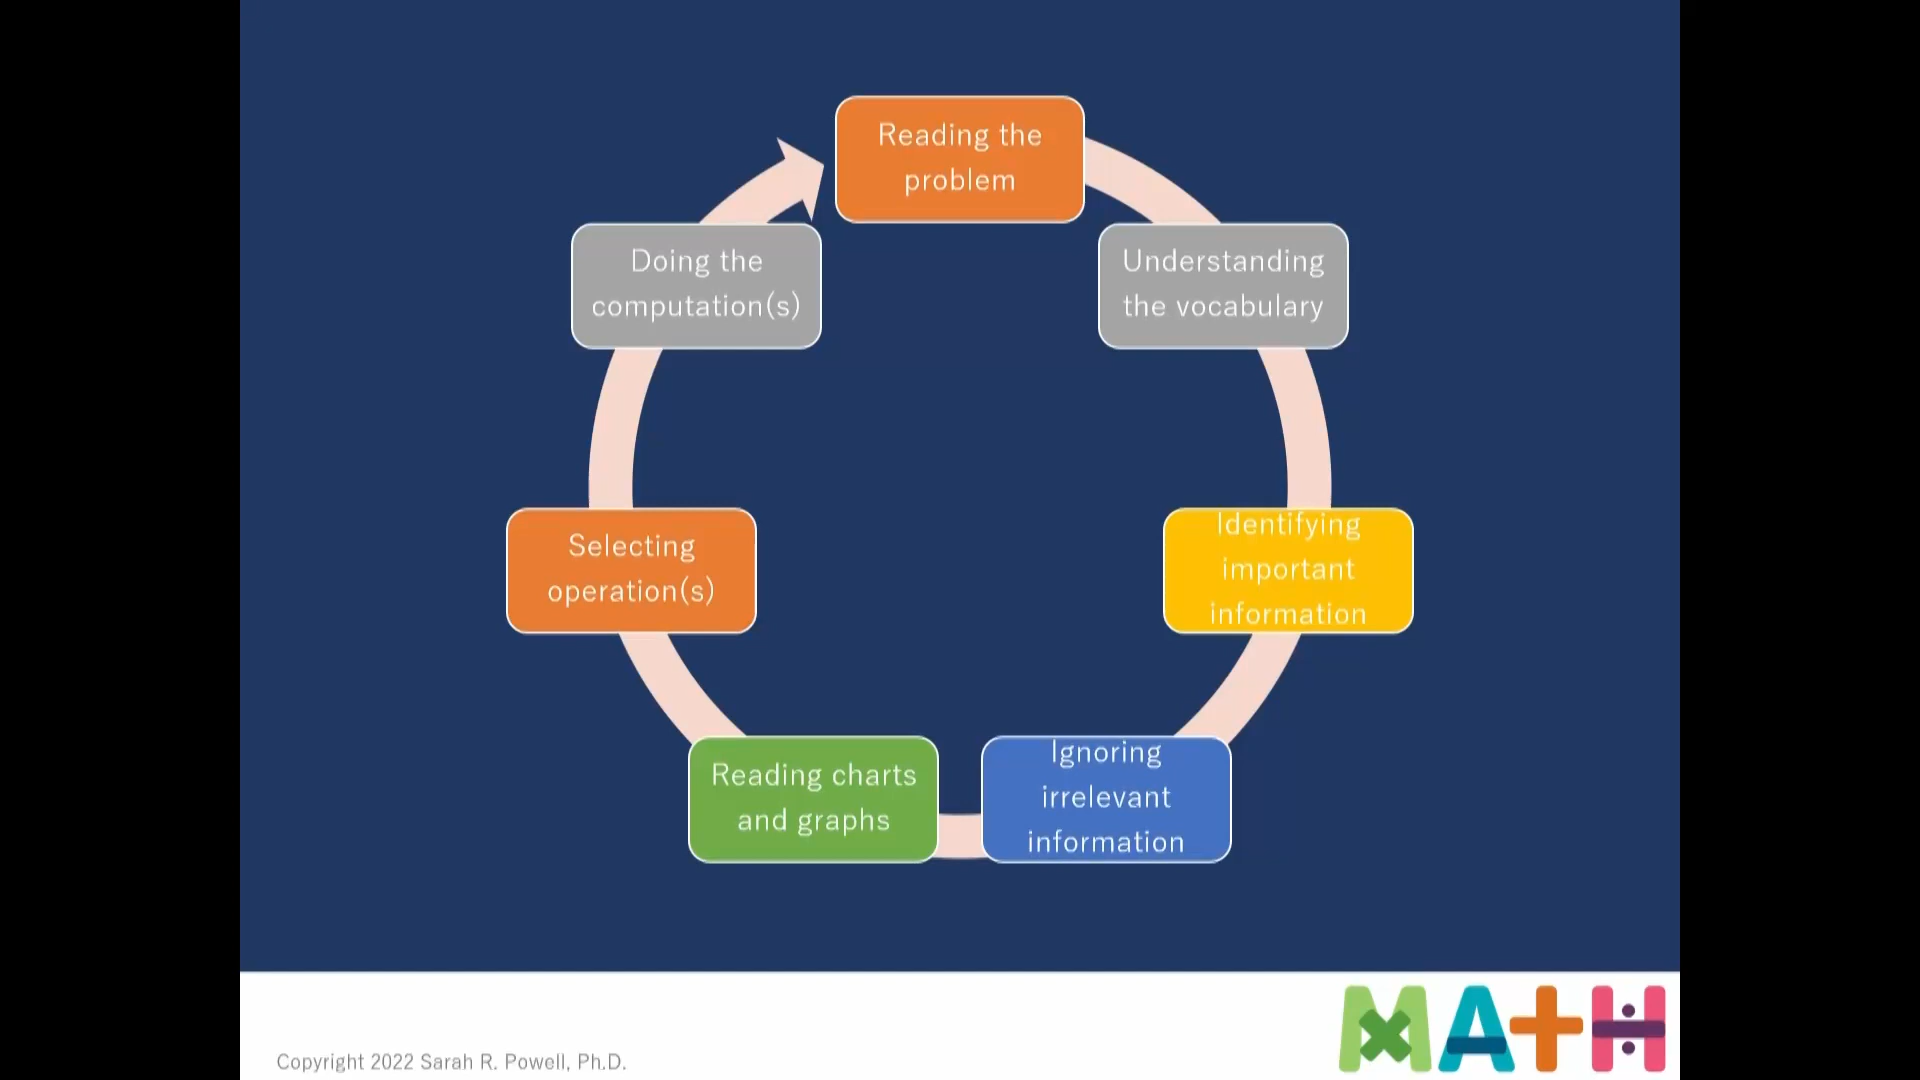 Reading the
problem
Understanding
the vocabulary
Identifying
important
information
Ignoring
irrelevant
information
Reading charts
and graphs
Selecting
operation(s)
Doing the
computation(s)
Copyright 2022 Sarah R. Powell, Ph.D.
MATH